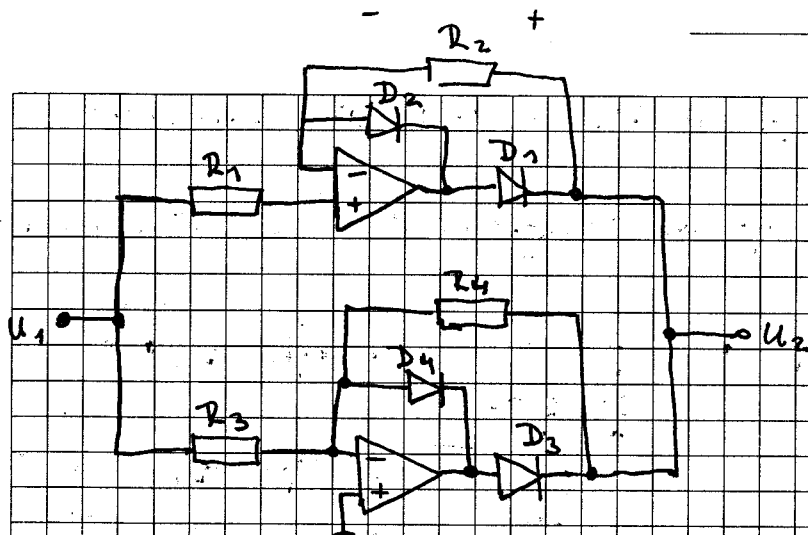 - +
R2
D2
R1
D1
-
+
R4
U1
U2
D4
R3
D3
-
+